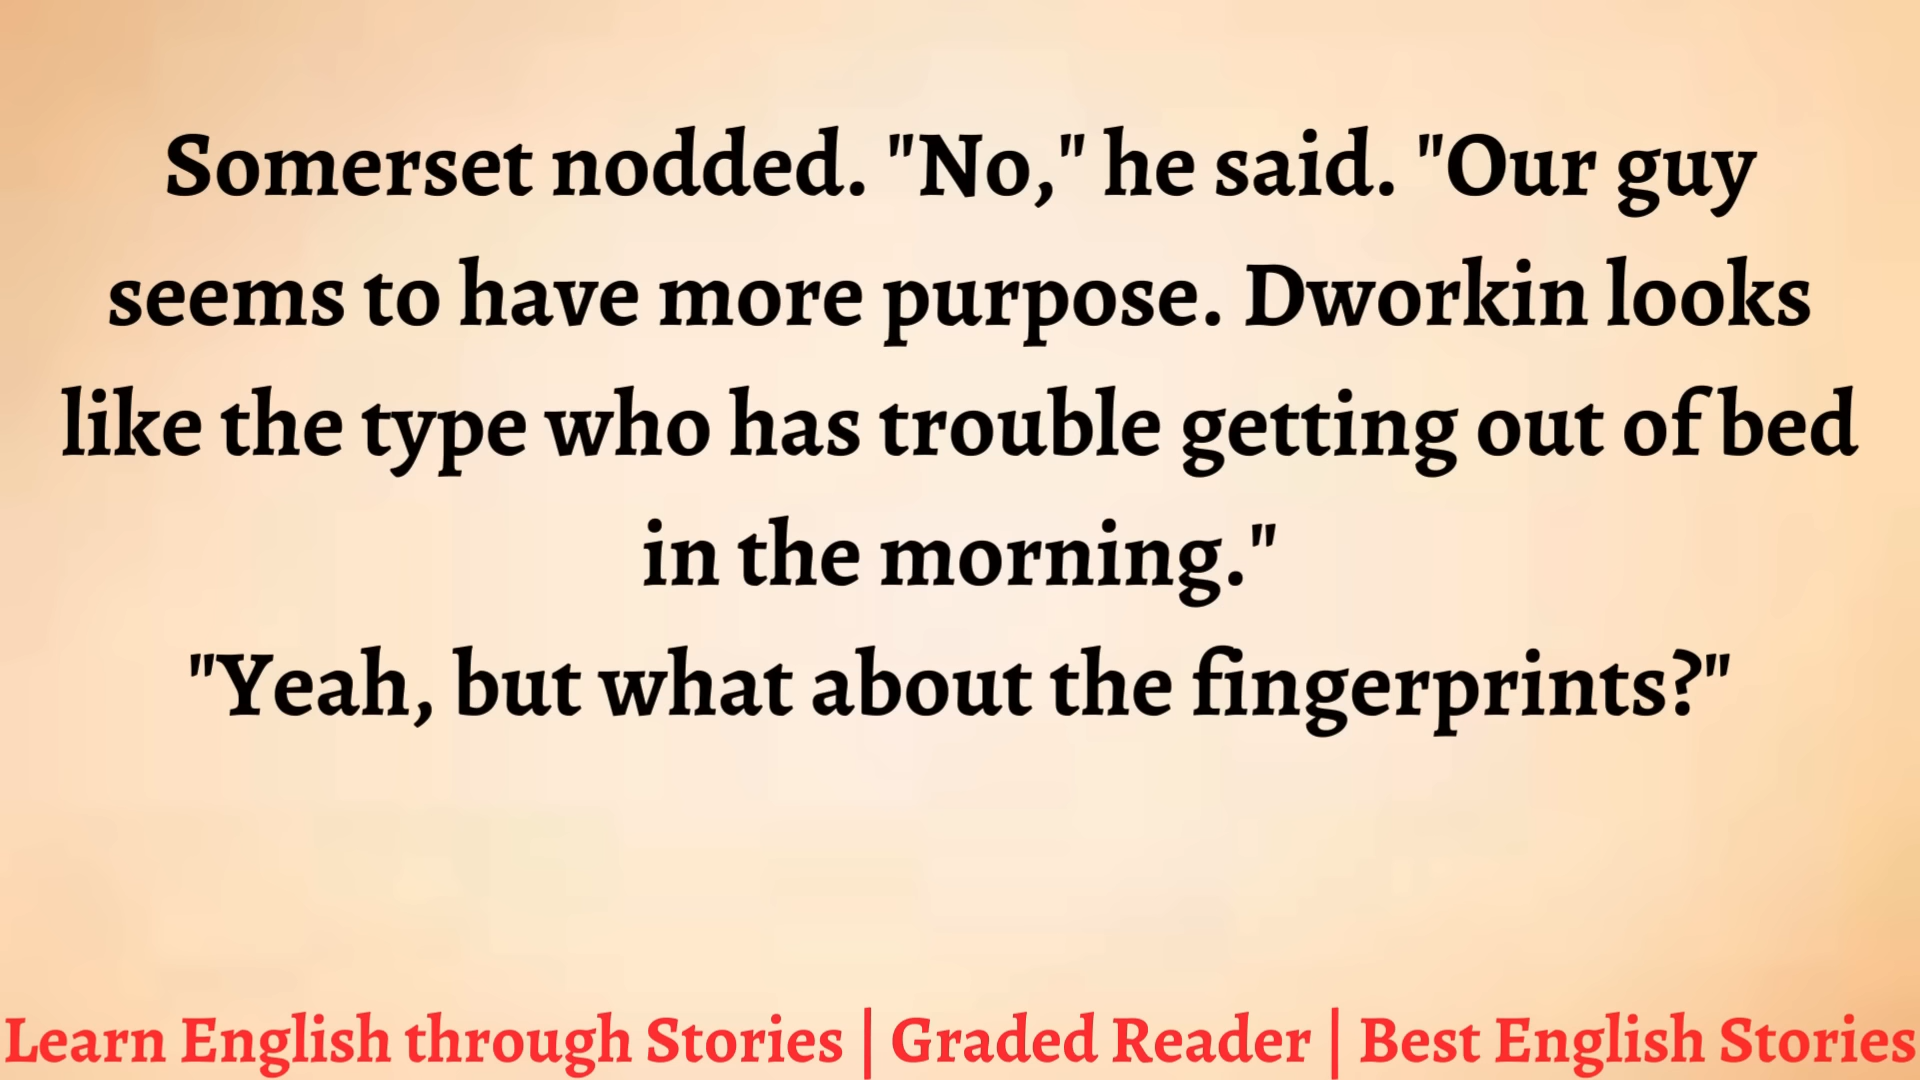 Somerset nodded. "No," he said. "Our guy
seems to have more purpose. Dworkin looks
like the type who has trouble getting out of bed
in the morning."
"Yeah, but what about the fingerprints?"
Learn English through Stories | Graded Reader | Best English Stories